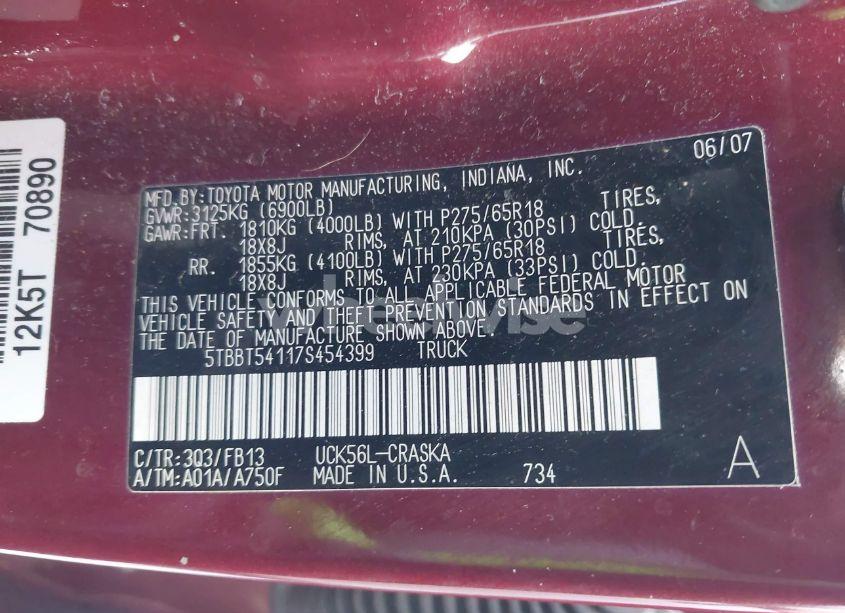 12K5T 70890
06/07
MFD.BY:TOYOTA MOTOR MANUFACTURING, INDIANA, INC.
GVWR:3125KG (6900LB)
GAWR:FRT. 1810KG (4000LB) WITH P275/65R18 TIRES,
18X8J RIMS, AT 210KPA (30PSI) COLD.
RR. 1855KG (4100LB) WITH P275/65R18 TIRES,
18X8J RIMS, AT 230KPA (33PSI) COLD.
THIS VEHICLE CONFORMS TO ALL APPLICABLE FEDERAL MOTOR
VEHICLE SAFETY AND THEFT PREVENTION STANDARDS IN EFFECT ON
THE DATE OF MANUFACTURE SHOWN ABOVE.
5TBBT54117S454399 TRUCK
C/TR:3Q3/FB13 UCK56L-CRASKA
A/TM:A01A/A750F MADE IN U.S.A. 734 A